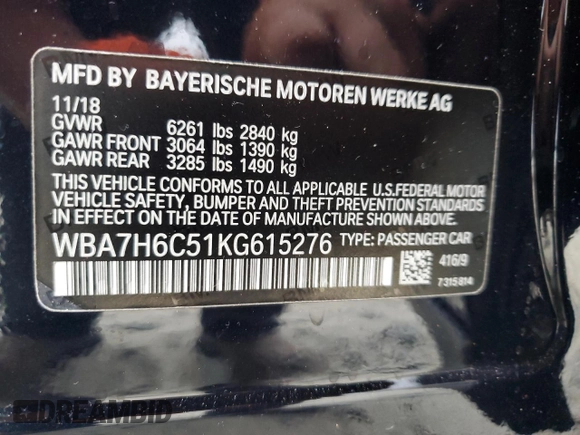 MFD BY BAYERISCHE MOTOREN WERKE AG
11/18
GVWR 6261 lbs 2840 kg
GAWR FRONT 3064 lbs 1390 kg
GAWR REAR 3285 lbs 1490 kg
THIS VEHICLE CONFORMS TO ALL APPLICABLE U.S.FEDERAL MOTOR
VEHICLE SAFETY, BUMPER AND THEFT PREVENTION STANDARDS
IN EFFECT ON THE DATE OF MANUFACTURE SHOWN ABOVE.
WBA7H6C51KG615276 TYPE: PASSENGER CAR
416/9
7315814
DREAMBID